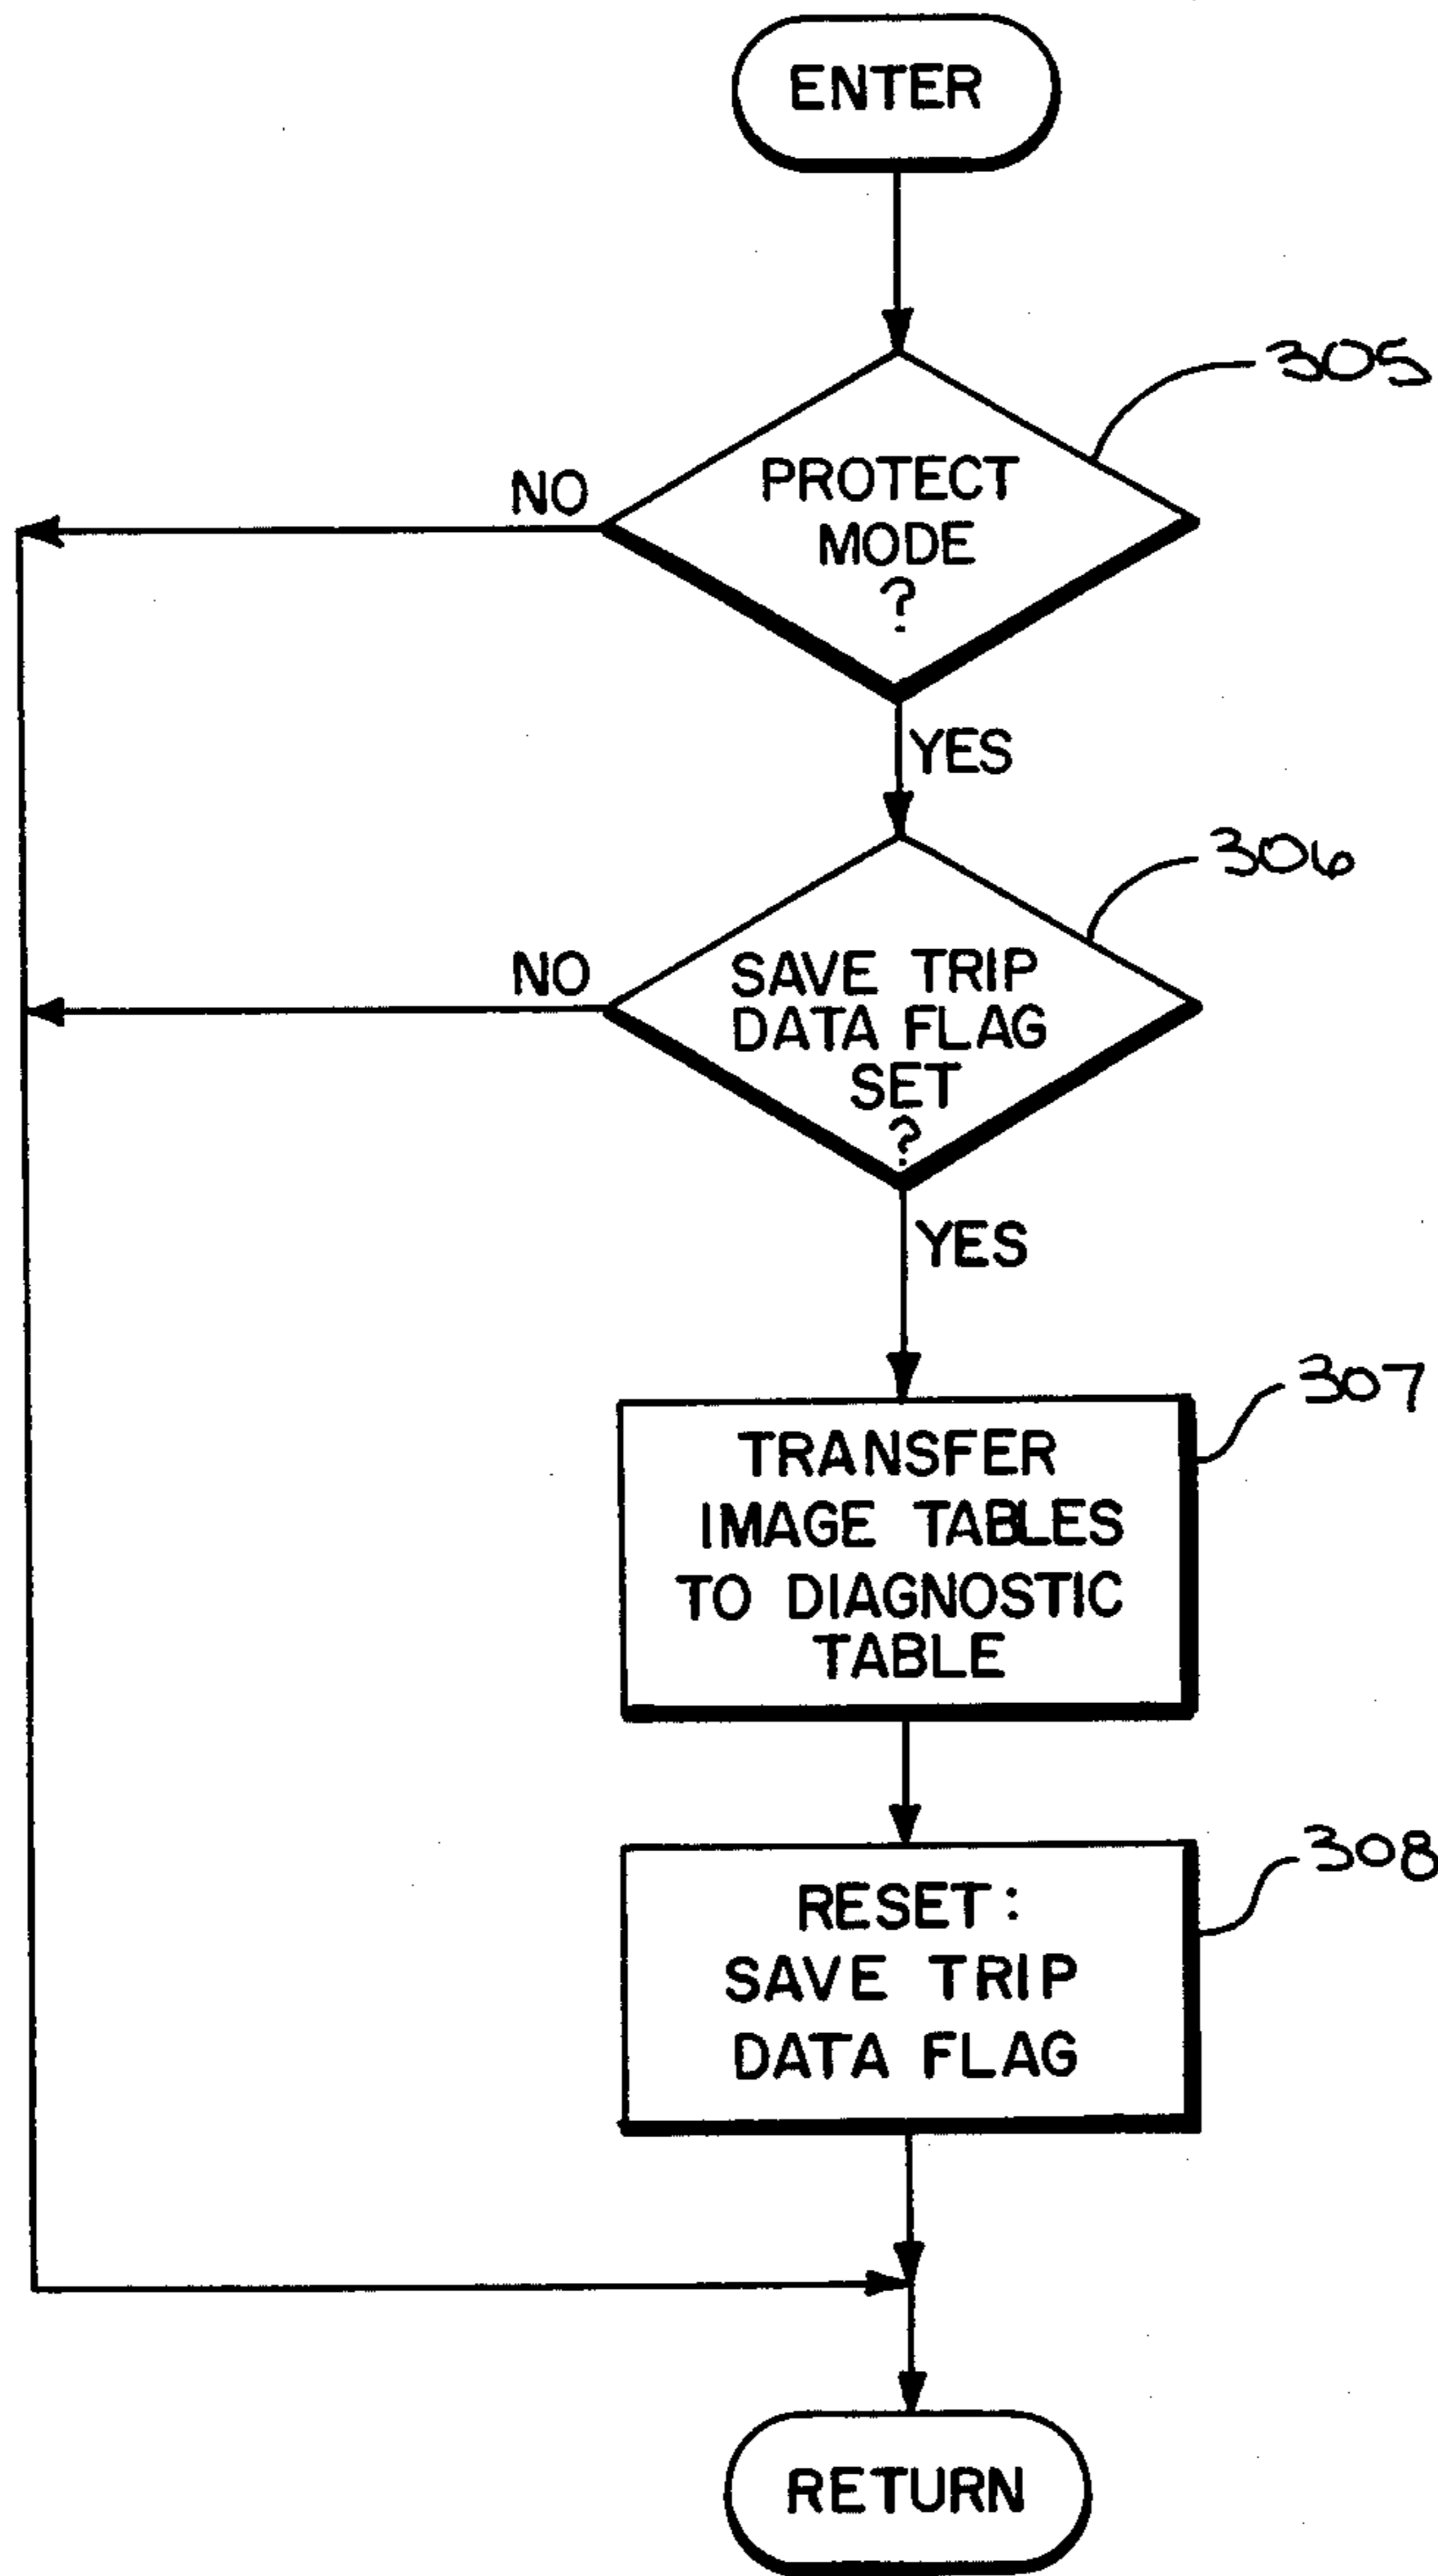 ENTER
305
PROTECT
MODE
?
NO
YES
306
SAVE TRIP
DATA FLAG
SET
?
NO
YES
307
TRANSFER
IMAGE TABLES
TO DIAGNOSTIC
TABLE
308
RESET:
SAVE TRIP
DATA FLAG
RETURN